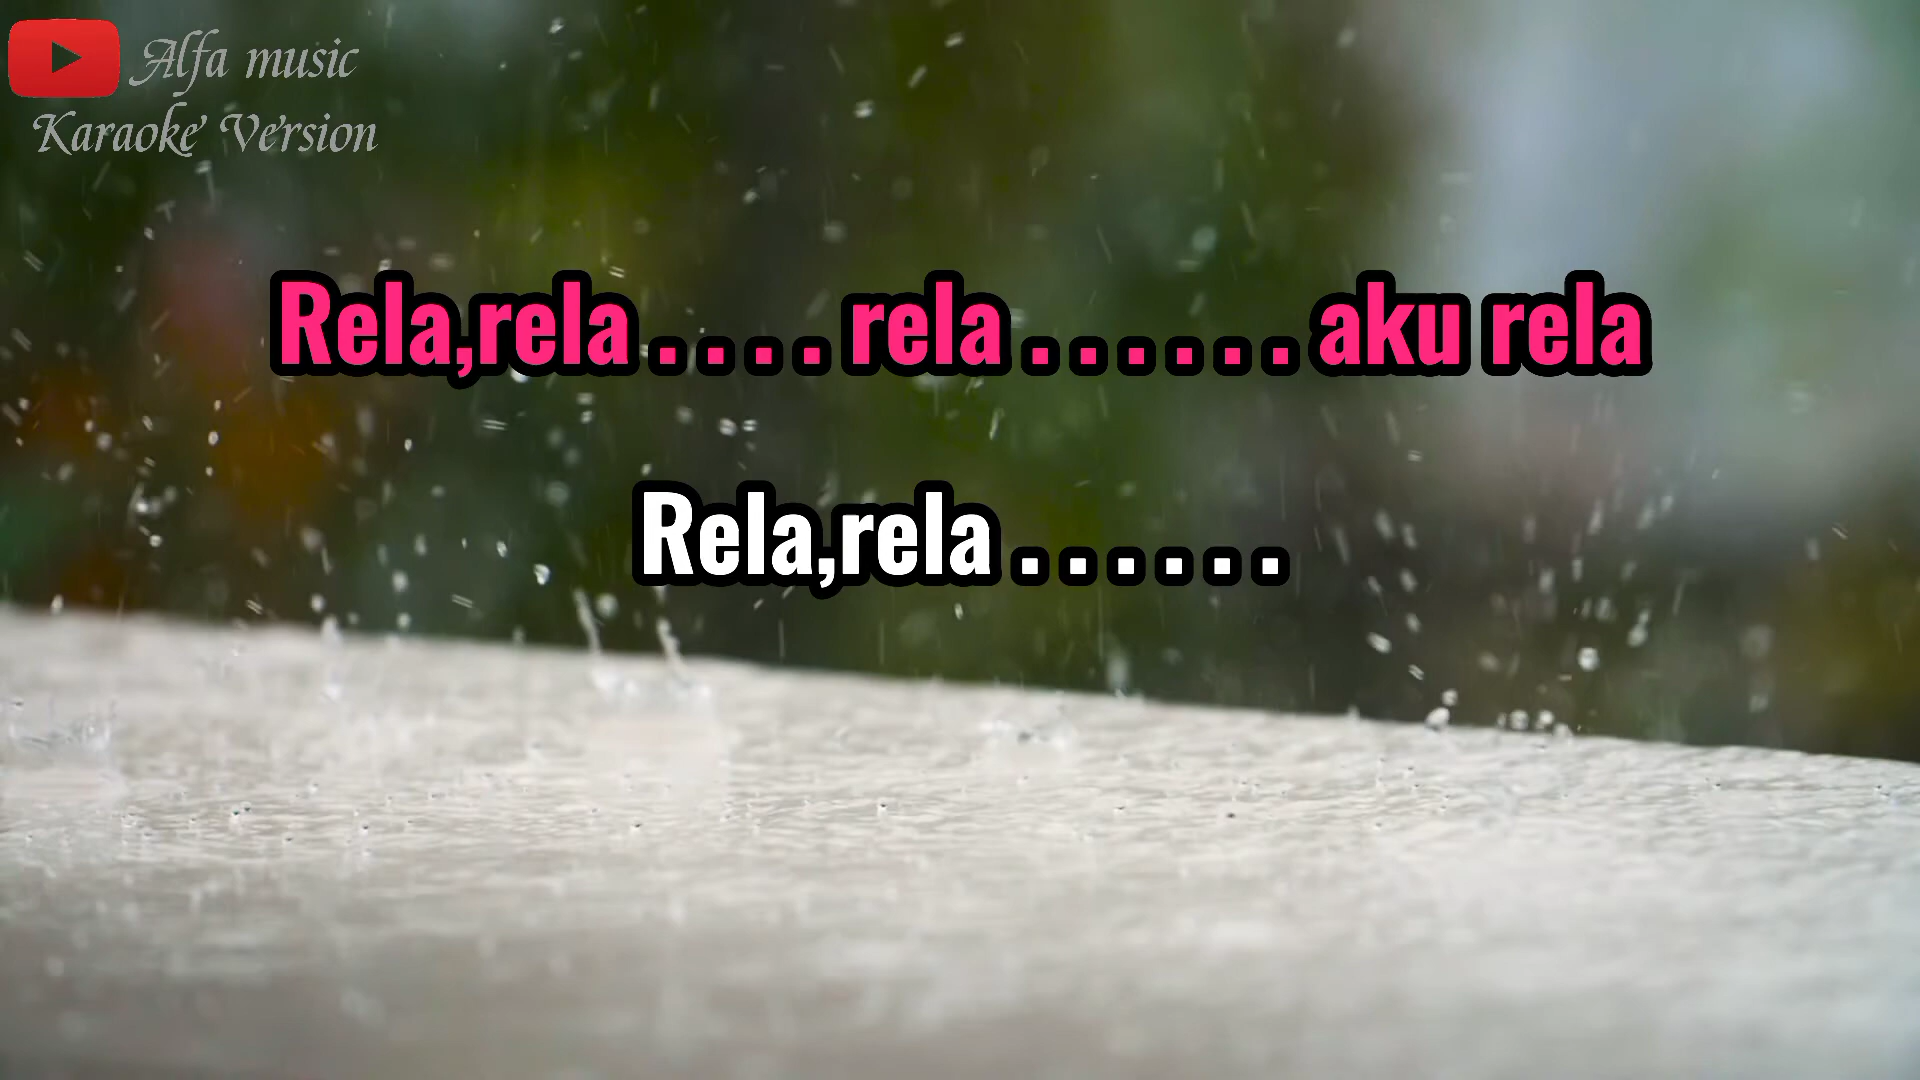 Alfa music
Karaoke Version
Rela,rela . . . . rela . . . . . . aku rela
Rela,rela . . . . . .